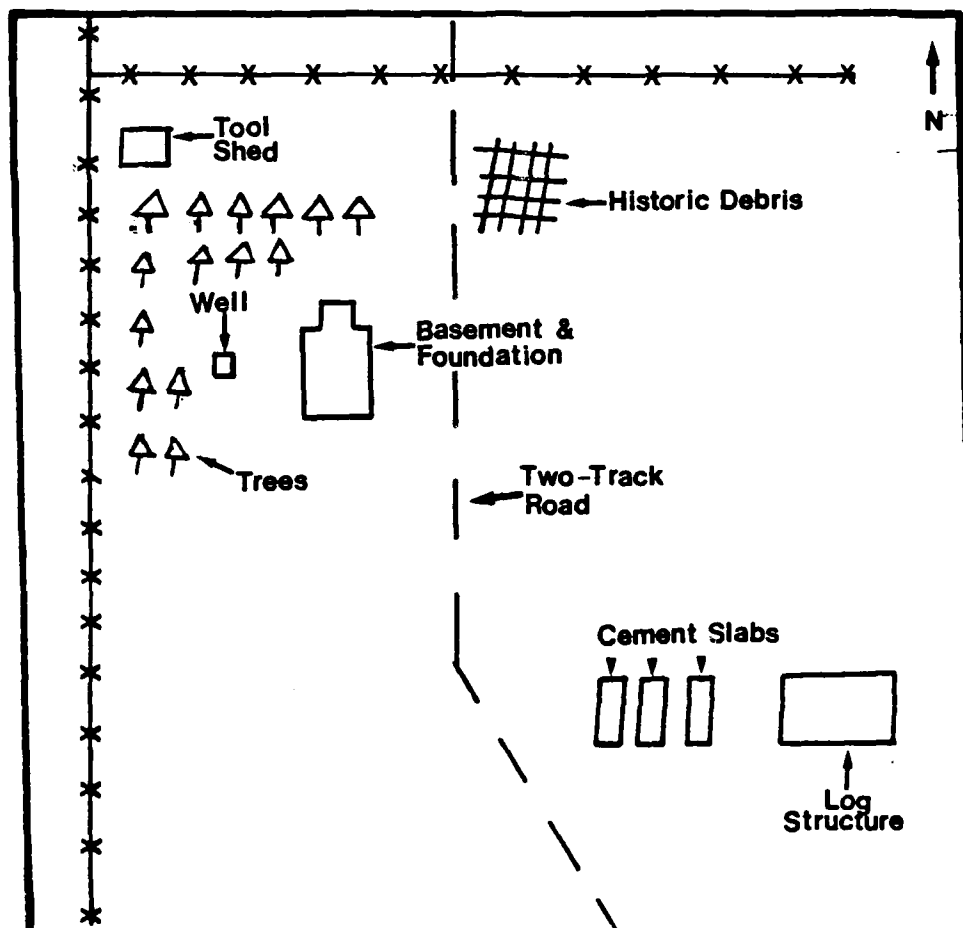 N
Tool
Shed
Historic Debris
Well
Basement &
Foundation
Trees
Two-Track
Road
Cement Slabs
Log
Structure